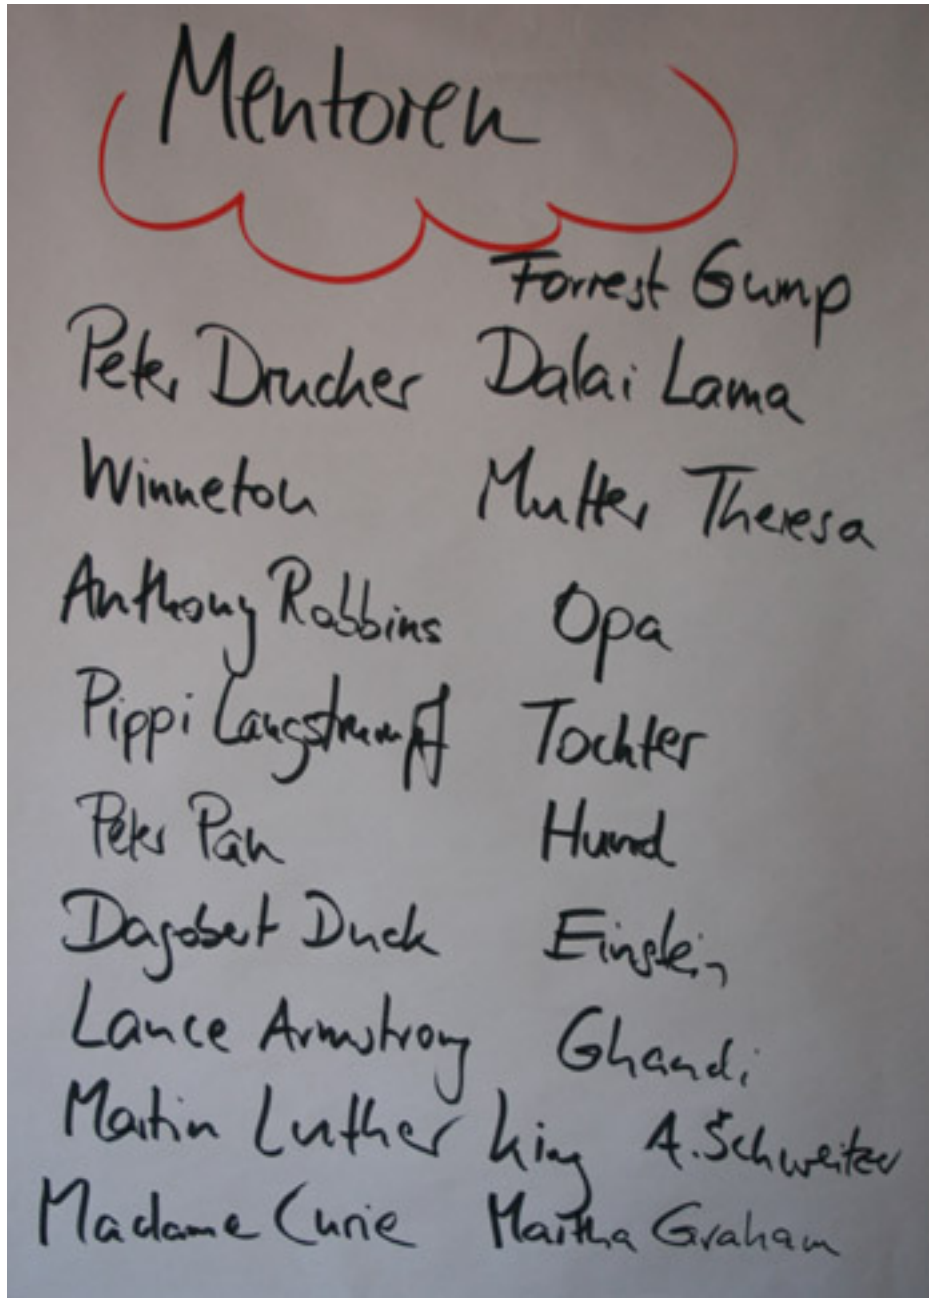 Mentoren
Forrest Gump
Peter Drucker Dalai Lama
Winnetou Mutter Theresa
Anthony Robbins Opa
Pippi Langstrumpf Tochter
Peter Pan Hund
Dagobert Duck Einstein
Lance Armstrong Ghandi
Martin Luther King A. Schweitzer
Madame Curie Martha Graham